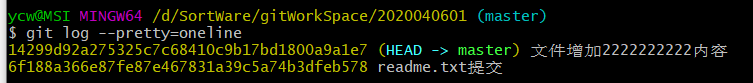 ycw@MSI MINGW64 /d/SortWare/gitWorkSpace/2020040601 (master)
$ git log --pretty=oneline
14299d92a275325c7c68410c9b17bd1800a9a1e7 (HEAD -> master) 文件增加2222222222内容
6f188a366e87fe87e467831a39c5a74b3dfeb578 readme.txt提交